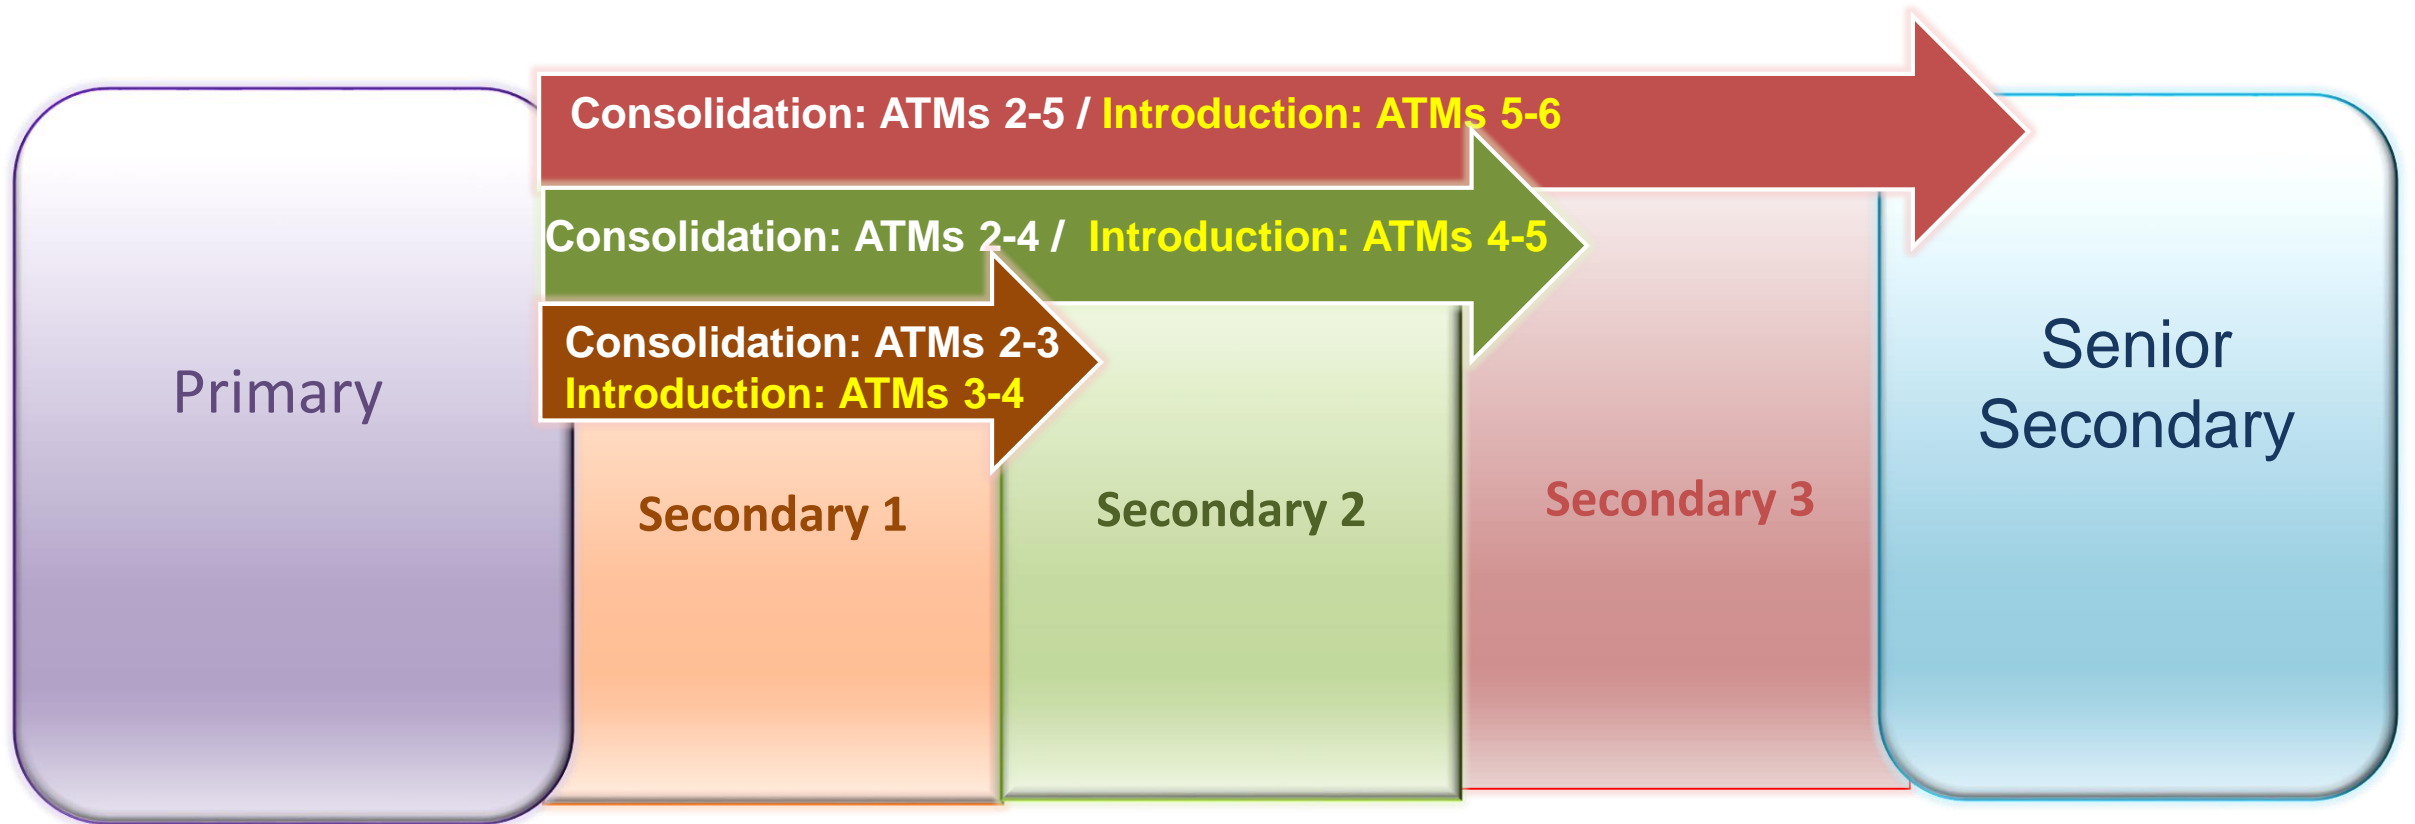 Consolidation: ATMs 2-5 / Introduction: ATMs 5-6
Consolidation: ATMs 2-4 / Introduction: ATMs 4-5
Consolidation: ATMs 2-3
Introduction: ATMs 3-4
Primary
Secondary 1
Secondary 2
Secondary 3
Senior
Secondary